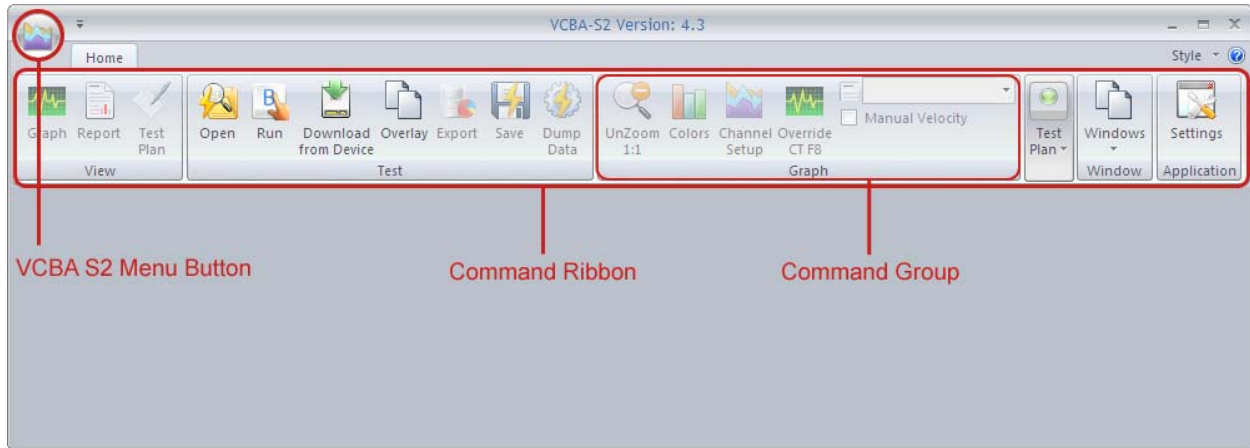 VCBA-S2 Version: 4.3
Home
Style
Graph Report Test Plan
View
Open Run Download from Device Overlay Export Save Dump Data
Test
UnZoom 1:1 Colors Channel Setup Override CT F8 Manual Velocity
Graph
Test Plan
Windows
Window
Settings
Application
VCBA S2 Menu Button
Command Ribbon
Command Group